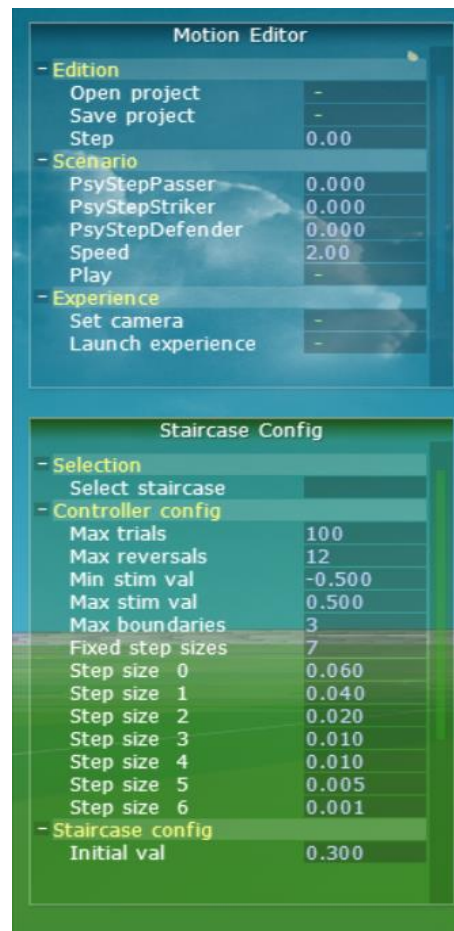 Motion Editor
- Edition
Open project -
Save project -
Step 0.00
- Scenario
PsyStepPasser 0.000
PsyStepStriker 0.000
PsyStepDefender 0.000
Speed 2.00
Play -
- Experience
Set camera -
Launch experience -
Staircase Config
- Selection
Select staircase
- Controller config
Max trials 100
Max reversals 12
Min stim val -0.500
Max stim val 0.500
Max boundaries 3
Fixed step sizes 7
Step size 0 0.060
Step size 1 0.040
Step size 2 0.020
Step size 3 0.010
Step size 4 0.010
Step size 5 0.005
Step size 6 0.001
- Staircase config
Initial val 0.300